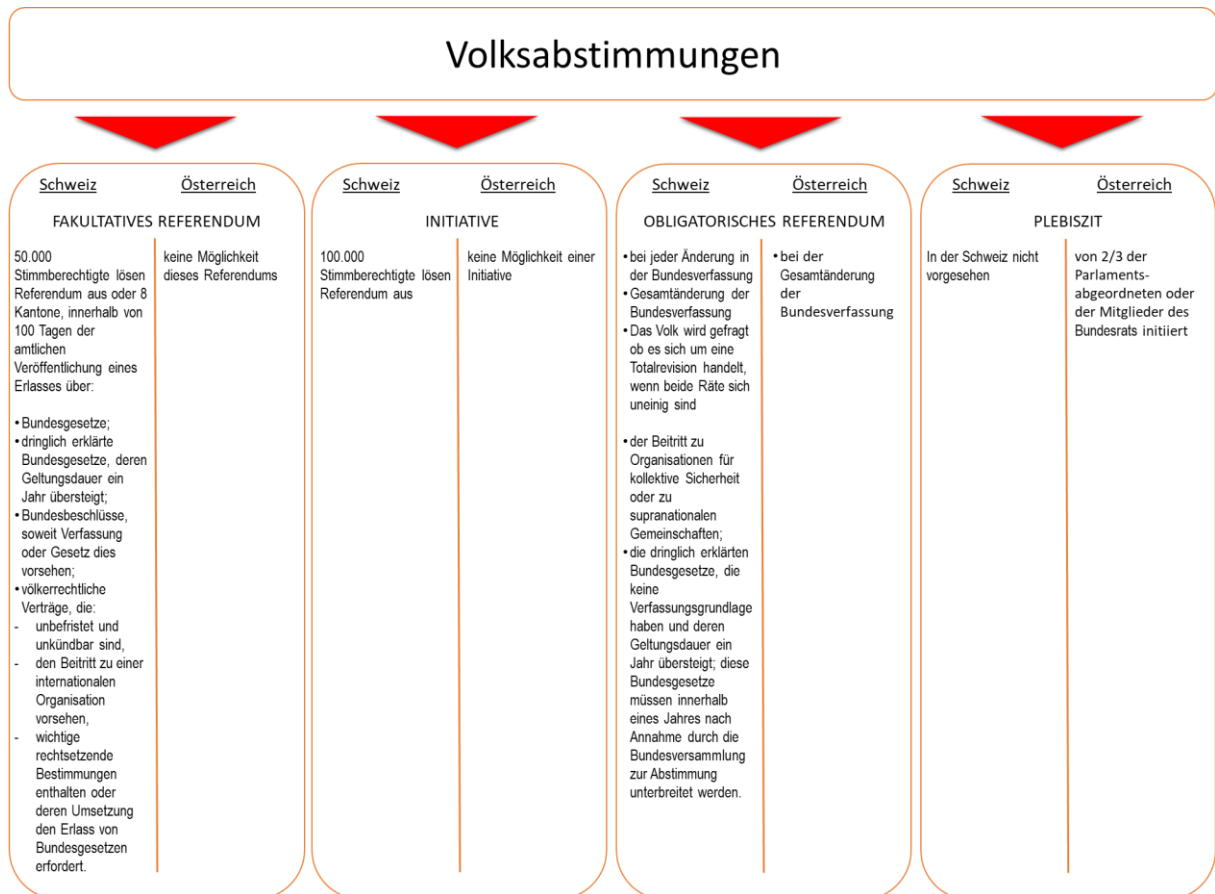 Volksabstimmungen
Schweiz Österreich
FAKULTATIVES REFERENDUM
50.000
Stimmberechtigte lösen
Referendum aus oder 8
Kantone, innerhalb von
100 Tagen der
amtlichen
Veröffentlichung eines
Erlasses über:
• Bundesgesetze;
• dringlich erklärte
Bundesgesetze, deren
Geltungsdauer ein
Jahr übersteigt;
• Bundesbeschlüsse,
soweit Verfassung
oder Gesetz dies
vorsehen;
• völkerrechtliche
Verträge, die:
- unbefristet und
unkündbar sind,
- den Beitritt zu einer
internationalen
Organisation
vorsehen,
- wichtige
rechtsetzende
Bestimmungen
enthalten oder
deren Umsetzung
den Erlass von
Bundesgesetzen
erfordert.
keine Möglichkeit
dieses Referendums
Schweiz Österreich
INITIATIVE
100.000
Stimmberechtigte lösen
Referendum aus
keine Möglichkeit einer
Initiative
Schweiz Österreich
OBLIGATORISCHES REFERENDUM
• bei jeder Änderung in
der Bundesverfassung
• Gesamtänderung der
Bundesverfassung
• Das Volk wird gefragt
ob es sich um eine
Totalrevision handelt,
wenn beide Räte sich
uneinig sind
• der Beitritt zu
Organisationen für
kollektive Sicherheit
oder zu
supranationalen
Gemeinschaften;
• die dringlich erklärten
Bundesgesetze, die
keine
Verfassungsgrundlage
haben und deren
Geltungsdauer ein
Jahr übersteigt; diese
Bundesgesetze
müssen innerhalb
eines Jahres nach
Annahme durch die
Bundesversammlung
zur Abstimmung
unterbreitet werden.
• bei der
Gesamtänderung
der
Bundesverfassung
Schweiz Österreich
PLEBISZIT
In der Schweiz nicht
vorgesehen
von 2/3 der
Parlaments-
abgeordneten oder
der Mitglieder des
Bundesrats initiiert